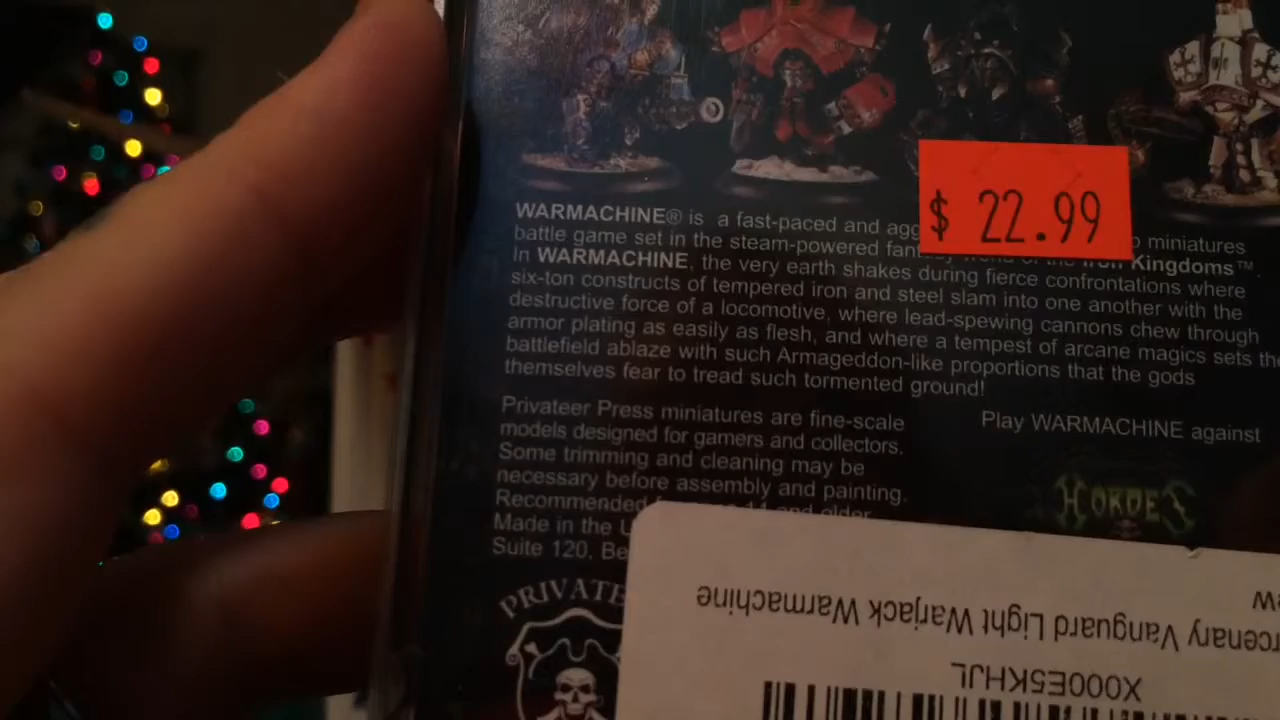 $ 22.99
WARMACHINE® is a fast-paced and agg miniatures
battle game set in the steam-powered Iron Kingdoms™.
In WARMACHINE, the very earth shakes during fierce confrontations where
six-ton constructs of tempered iron and steel slam into one another with the
destructive force of a locomotive, where lead-spewing cannons chew through
armor plating as easily as flesh, and where a tempest of arcane magics sets the
battlefield ablaze with such Armageddon-like proportions that the gods
themselves fear to tread such tormented ground!
Privateer Press miniatures are fine-scale
models designed for gamers and collectors.
Some trimming and cleaning may be
necessary before assembly and painting.
Recommended and older
Made in the U
Suite 120, Be
Play WARMACHINE against
HORDES
PRIVATE
X000E5KHJL
rcenary Vanguard Light Warjack Warmachine
ew